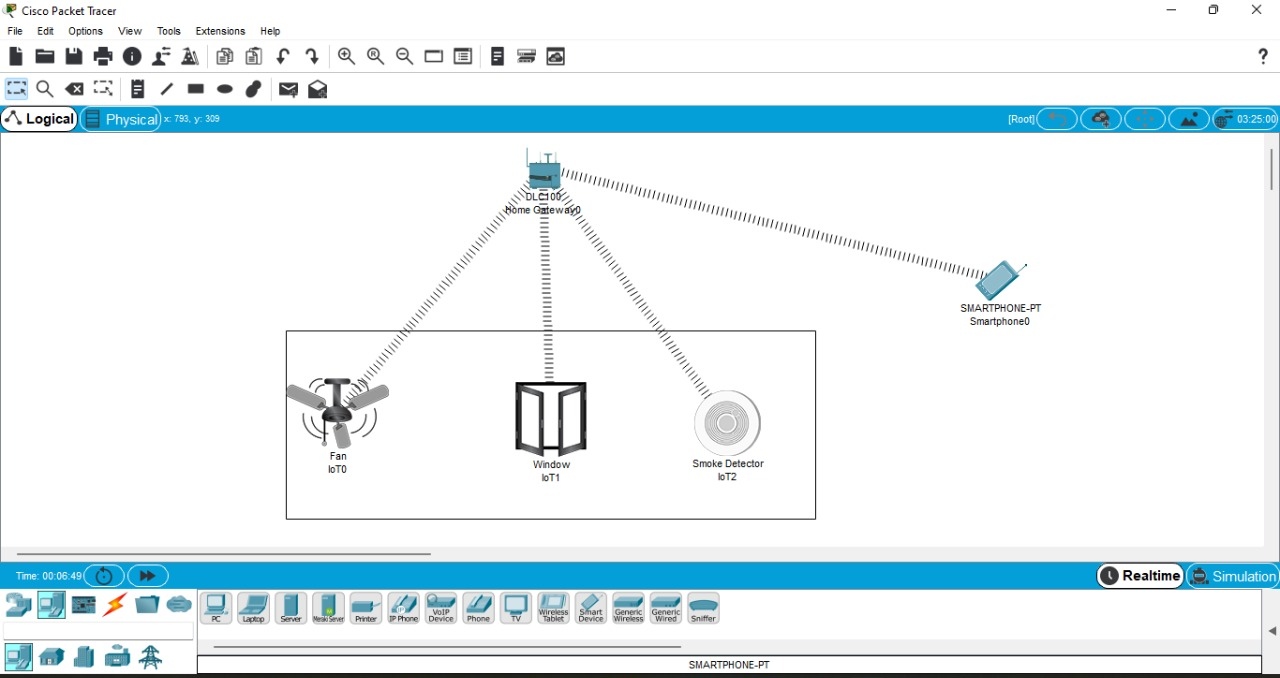 Cisco Packet Tracer
File Edit Options View Tools Extensions Help
?
Logical Physical x: 793, y: 309 [Root] 03:25:00
DLC100
Home Gateway0
SMARTPHONE-PT
Smartphone0
Fan
IoT0
Window
IoT1
Smoke Detector
IoT2
Time: 00:06:49 Realtime Simulation
PC Laptop Server Meraki Server Printer IP Phone VoIP Device Phone TV Wireless Tablet Smart Device Generic Wireless Generic Wired Sniffer
SMARTPHONE-PT